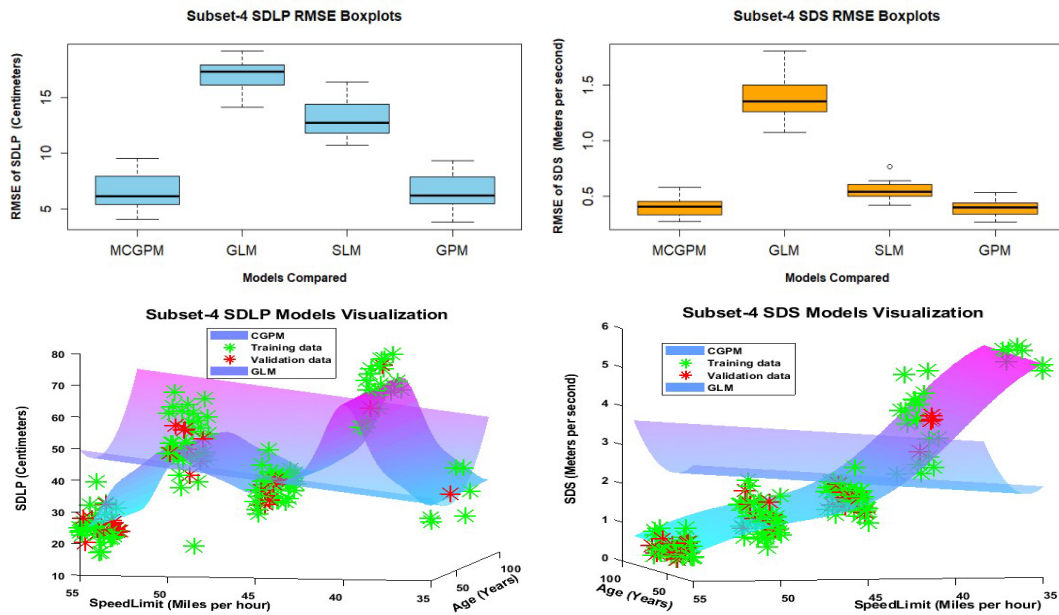 Subset-4 SDLP RMSE Boxplots
RMSE of SDLP (Centimeters)
15
10
5
MCGPM GLM SLM GPM
Models Compared
Subset-4 SDS RMSE Boxplots
RMSE of SDS (Meters per second)
1.5
1.0
0.5
MCGPM GLM SLM GPM
Models Compared
Subset-4 SDLP Models Visualization
CGPM
Training data
Validation data
GLM
SDLP (Centimeters)
80
70
60
50
40
30
20
10
55 50 45 40 35
SpeedLimit (Miles per hour)
50
100
Age (Years)
Subset-4 SDS Models Visualization
CGPM
Training data
Validation data
GLM
SDS (Meters per second)
6
5
4
3
2
1
0
100
50
Age (Years)
55 50 45 40 35
SpeedLimit (Miles per hour)